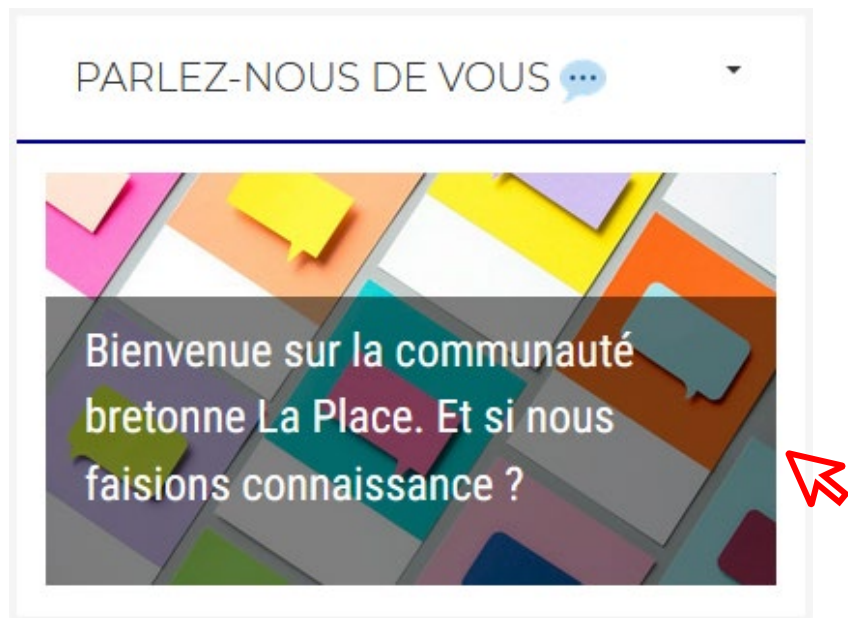 PARLEZ-NOUS DE VOUS 💬
Bienvenue sur la communauté
bretonne La Place. Et si nous
faisions connaissance ?